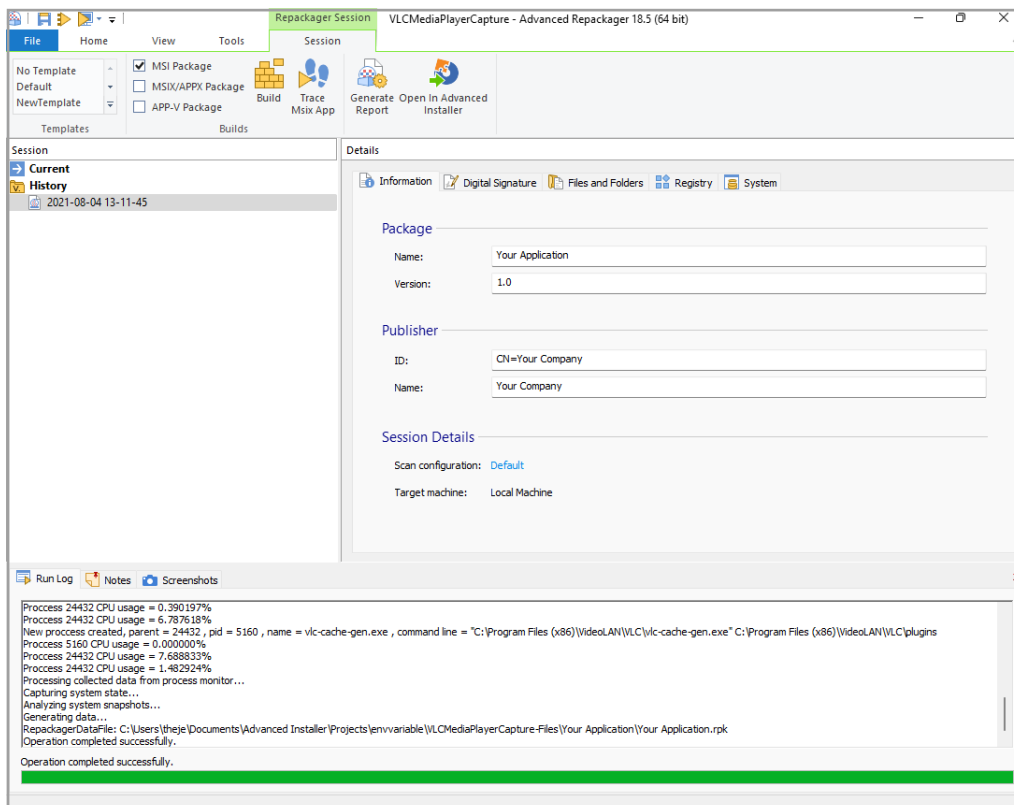 Repackager Session VLCMediaPlayerCapture - Advanced Repackager 18.5 (64 bit)
File Home View Tools Session
No Template
Default
NewTemplate
Templates
MSI Package
MSIX/APPX Package
APP-V Package
Build
Trace
Msix App
Builds
Generate
Report
Open In Advanced
Installer
Session
Current
History
2021-08-04 13-11-45
Details
Information Digital Signature Files and Folders Registry System
Package
Name: Your Application
Version: 1.0
Publisher
ID: CN=Your Company
Name: Your Company
Session Details
Scan configuration: Default
Target machine: Local Machine
Run Log Notes Screenshots
Proccess 24432 CPU usage = 0.390197%
Proccess 24432 CPU usage = 6.787618%
New proccess created, parent = 24432 , pid = 5160 , name = vlc-cache-gen.exe , command line = "C:\Program Files (x86)\VideoLAN\VLC\vlc-cache-gen.exe" C:\Program Files (x86)\VideoLAN\VLC\plugins
Proccess 5160 CPU usage = 0.000000%
Proccess 24432 CPU usage = 7.688833%
Proccess 24432 CPU usage = 1.482924%
Processing collected data from process monitor...
Capturing system state...
Analyzing system snapshots...
Generating data...
RepackagerDataFile: C:\Users\theje\Documents\Advanced Installer\Projects\envvariable\VLCMediaPlayerCapture-Files\Your Application\Your Application.rpk
Operation completed successfully.
Operation completed successfully.